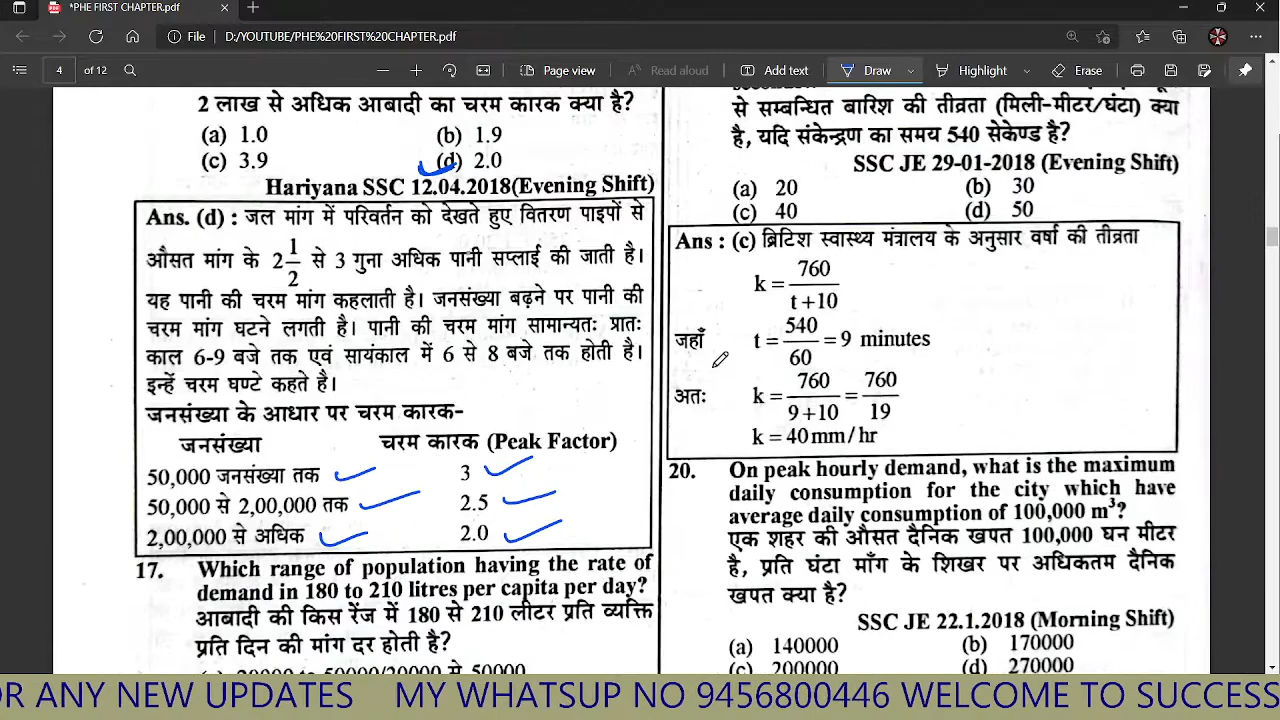 *PHE FIRST CHAPTER.pdf
File D:/YOUTUBE/PHE%20FIRST%20CHAPTER.pdf
4 of 12 Page view Read aloud Add text Draw Highlight Erase
2 लाख से अधिक आबादी का चरम कारक क्या है?
(a) 1.0 (b) 1.9
(c) 3.9 (d) 2.0
Hariyana SSC 12.04.2018(Evening Shift)
Ans. (d) : जल मांग में परिवर्तन को देखते हुए वितरण पाइपों से
औसत मांग के 2 1/2 से 3 गुना अधिक पानी सप्लाई की जाती है।
यह पानी की चरम मांग कहलाती है। जनसंख्या बढ़ने पर पानी की
चरम मांग घटने लगती है। पानी की चरम मांग सामान्यतः प्रातः
काल 6-9 बजे तक एवं सायंकाल में 6 से 8 बजे तक होती है।
इन्हें चरम घण्टे कहते है।
जनसंख्या के आधार पर चरम कारक-
जनसंख्या चरम कारक (Peak Factor)
50,000 जनसंख्या तक 3
50,000 से 2,00,000 तक 2.5
2,00,000 से अधिक 2.0
17. Which range of population having the rate of
demand in 180 to 210 litres per capita per day?
आबादी की किस रेंज में 180 से 210 लीटर प्रति व्यक्ति
प्रति दिन की मांग दर होती है?
से सम्बन्धित बारिश की तीव्रता (मिली-मीटर/घंटा) क्या
है, यदि संकेन्द्रण का समय 540 सेकेण्ड है?
SSC JE 29-01-2018 (Evening Shift)
(a) 20 (b) 30
(c) 40 (d) 50
Ans : (c) ब्रिटिश स्वास्थ्य मंत्रालय के अनुसार वर्षा की तीव्रता
k = 760/(t+10)
जहाँ t = 540/60 = 9 minutes
अतः k = 760/(9+10) = 760/19
k = 40 mm / hr
20. On peak hourly demand, what is the maximum
daily consumption for the city which have
average daily consumption of 100,000 m³?
एक शहर की औसत दैनिक खपत 100,000 घन मीटर
है, प्रति घंटा माँग के शिखर पर अधिकतम दैनिक
खपत क्या है?
SSC JE 22.1.2018 (Morning Shift)
(a) 140000 (b) 170000
(c) 200000 (d) 270000
OR ANY NEW UPDATES MY WHATSUP NO 9456800446 WELCOME TO SUCCESS